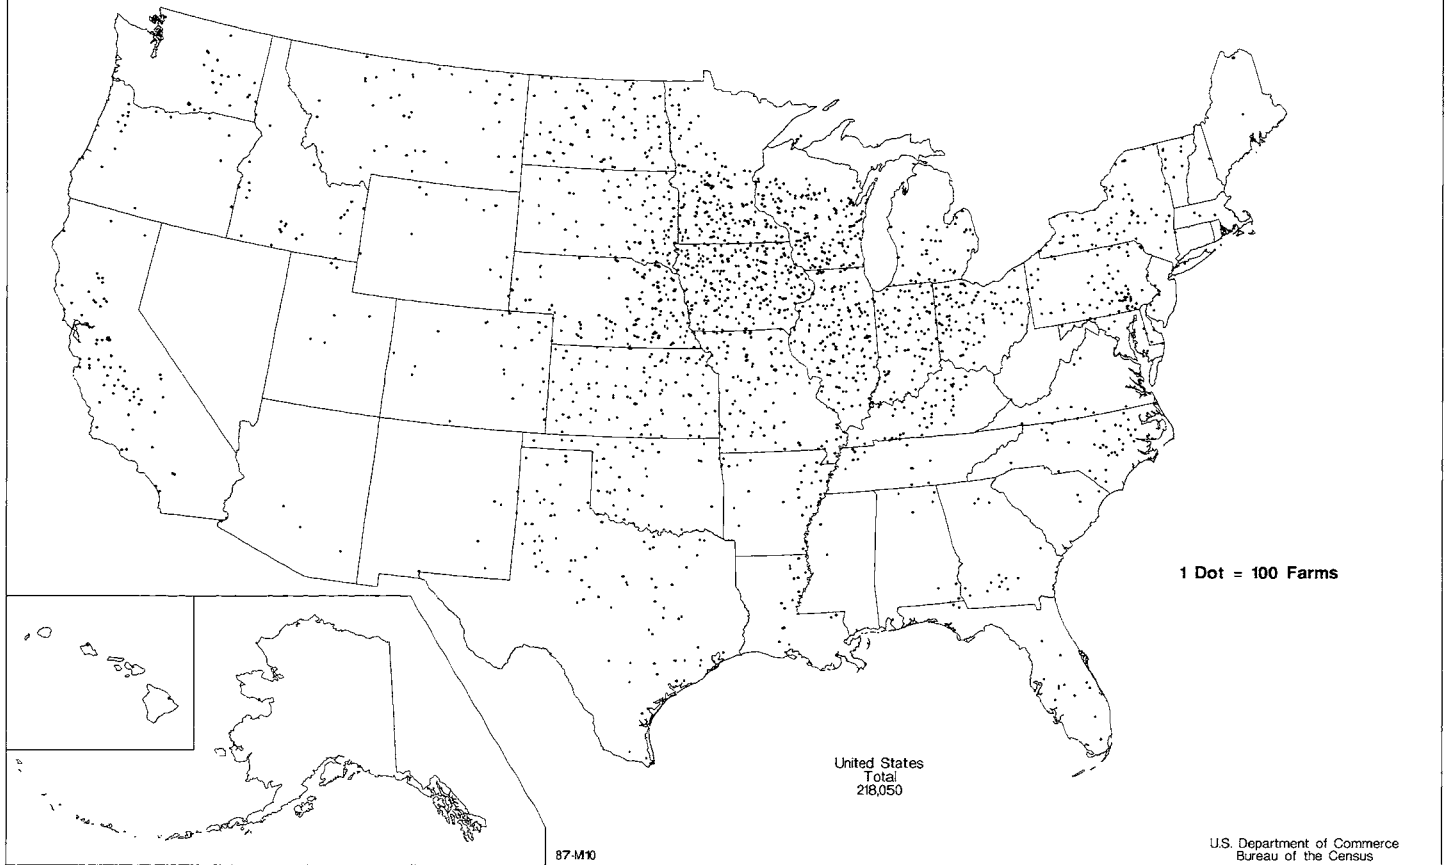 1 Dot = 100 Farms
United States
Total
218,050
87-M10
U.S. Department of Commerce
Bureau of the Census